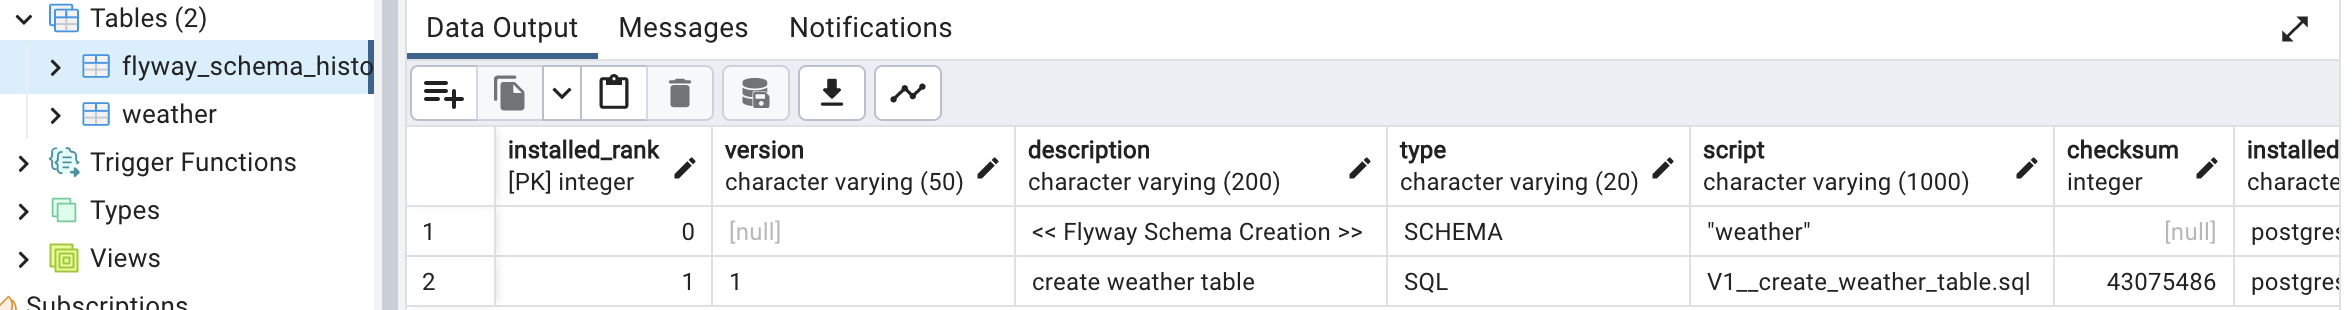 Tables (2)
flyway_schema_histo
weather
Trigger Functions
Types
Views
Subscriptions
Data Output Messages Notifications
installed_rank version description type script checksum installed
[PK] integer character varying (50) character varying (200) character varying (20) character varying (1000) integer characte
1 0 [null] << Flyway Schema Creation >> SCHEMA "weather" [null] postgres
2 1 1 create weather table SQL V1__create_weather_table.sql 43075486 postgres